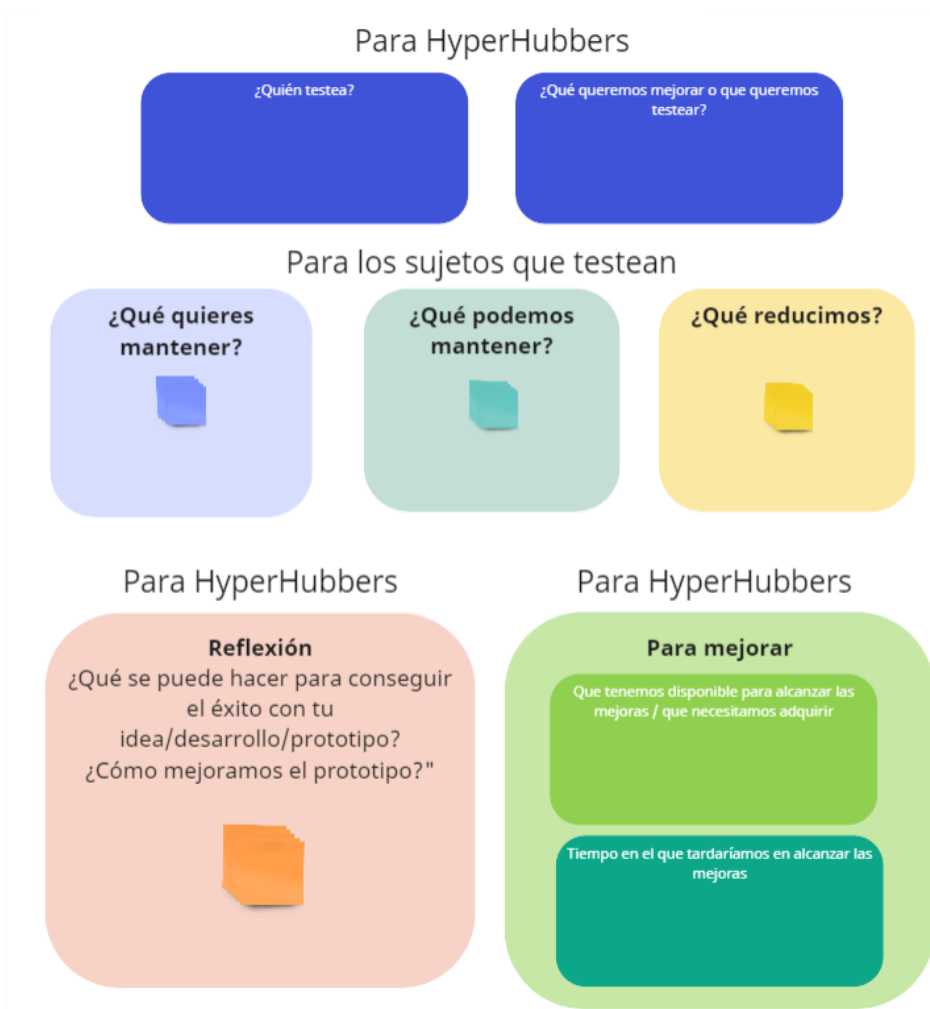 Para HyperHubbers
¿Quién testea?
¿Qué queremos mejorar o que queremos
testear?
Para los sujetos que testean
¿Qué quieres
mantener?
¿Qué podemos
mantener?
¿Qué reducimos?
Para HyperHubbers
Reflexión
¿Qué se puede hacer para conseguir
el éxito con tu
idea/desarrollo/prototipo?
¿Cómo mejoramos el prototipo?"
Para HyperHubbers
Para mejorar
Que tenemos disponible para alcanzar las
mejoras / que necesitamos adquirir
Tiempo en el que tardaríamos en alcanzar las
mejoras